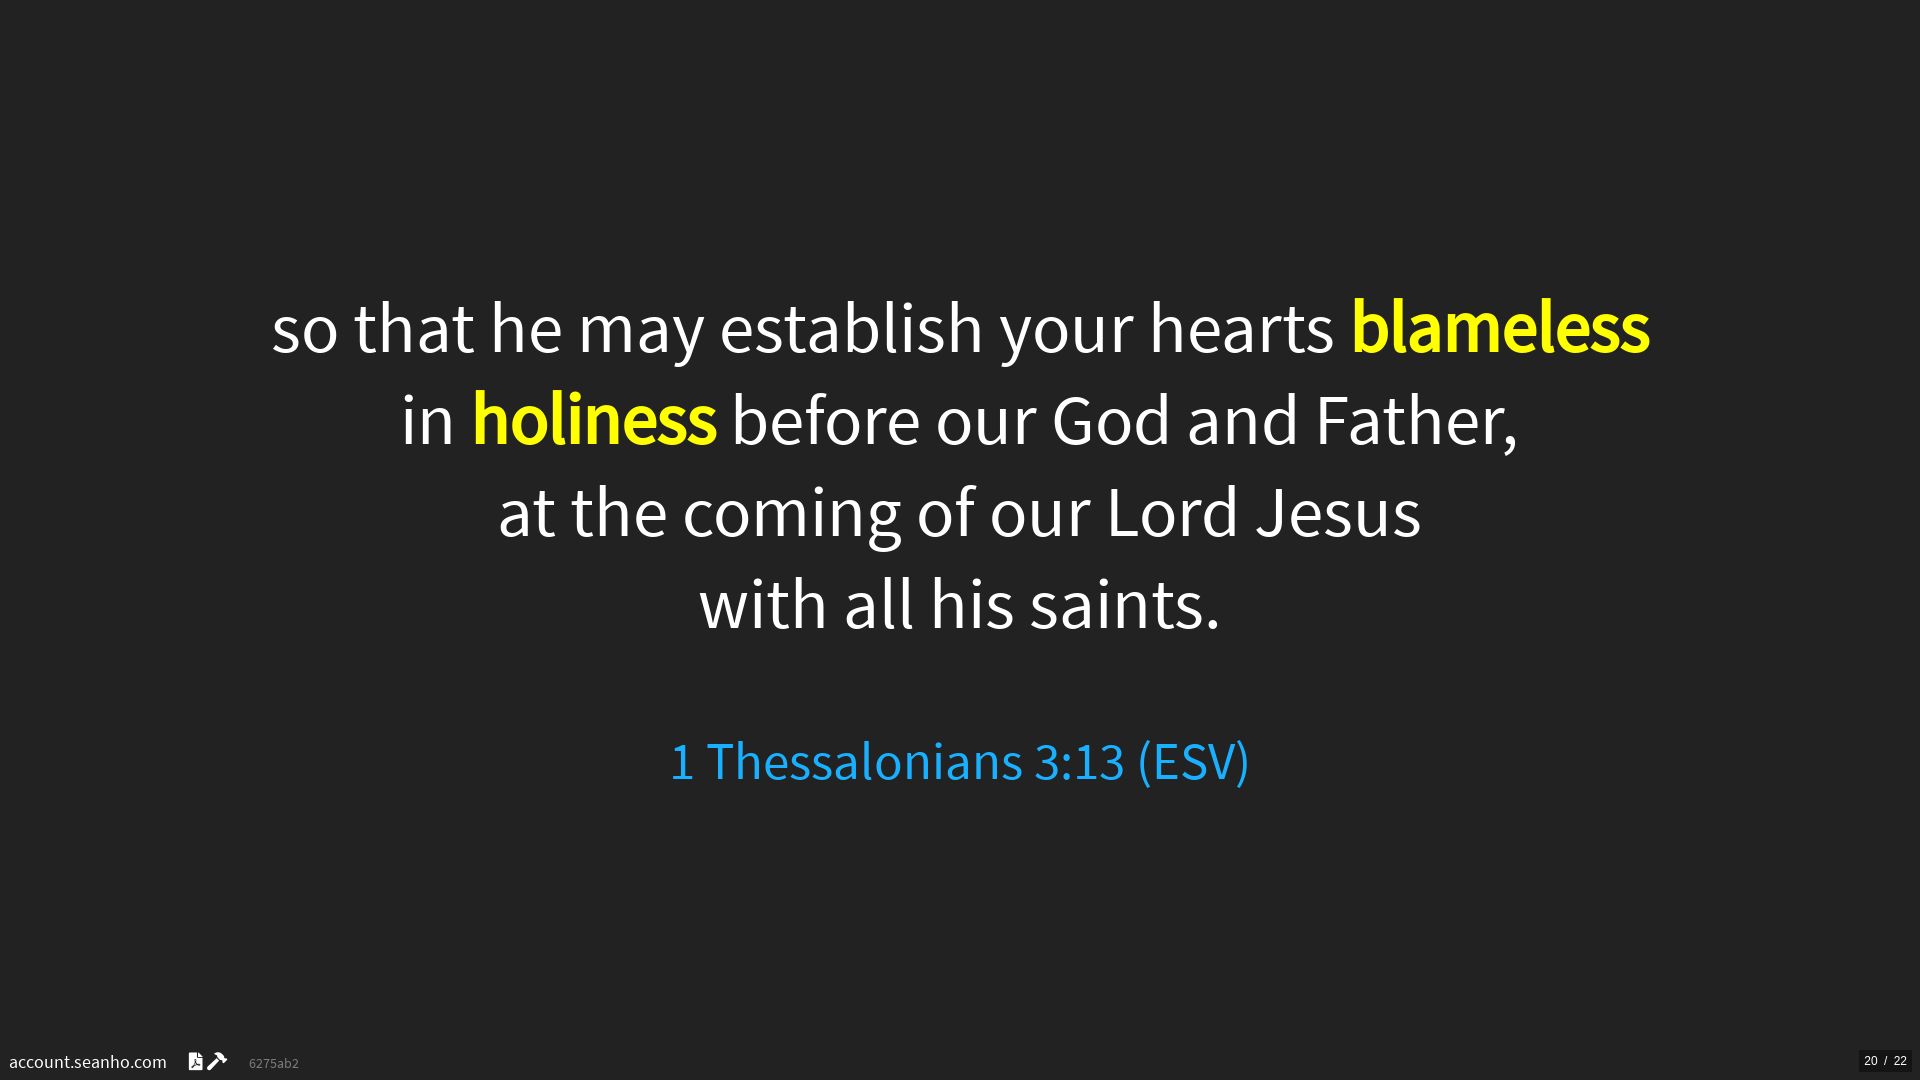 so that he may establish your hearts blameless
in holiness before our God and Father,
at the coming of our Lord Jesus
with all his saints.
1 Thessalonians 3:13 (ESV)
account.seanho.com 6275ab2
20 / 22